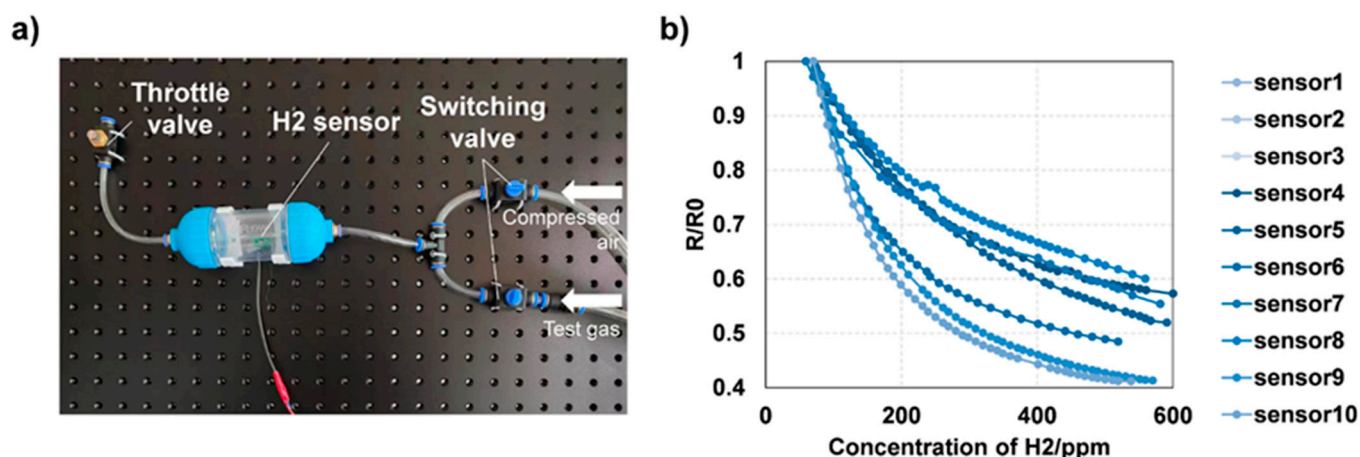 a)
Throttle
valve
H2 sensor
Switching
valve
Compressed
air
Test gas
b)
1
0.9
0.8
0.7
0.6
0.5
0.4
R/R0
0
200
400
600
Concentration of H2/ppm
sensor1
sensor2
sensor3
sensor4
sensor5
sensor6
sensor7
sensor8
sensor9
sensor10